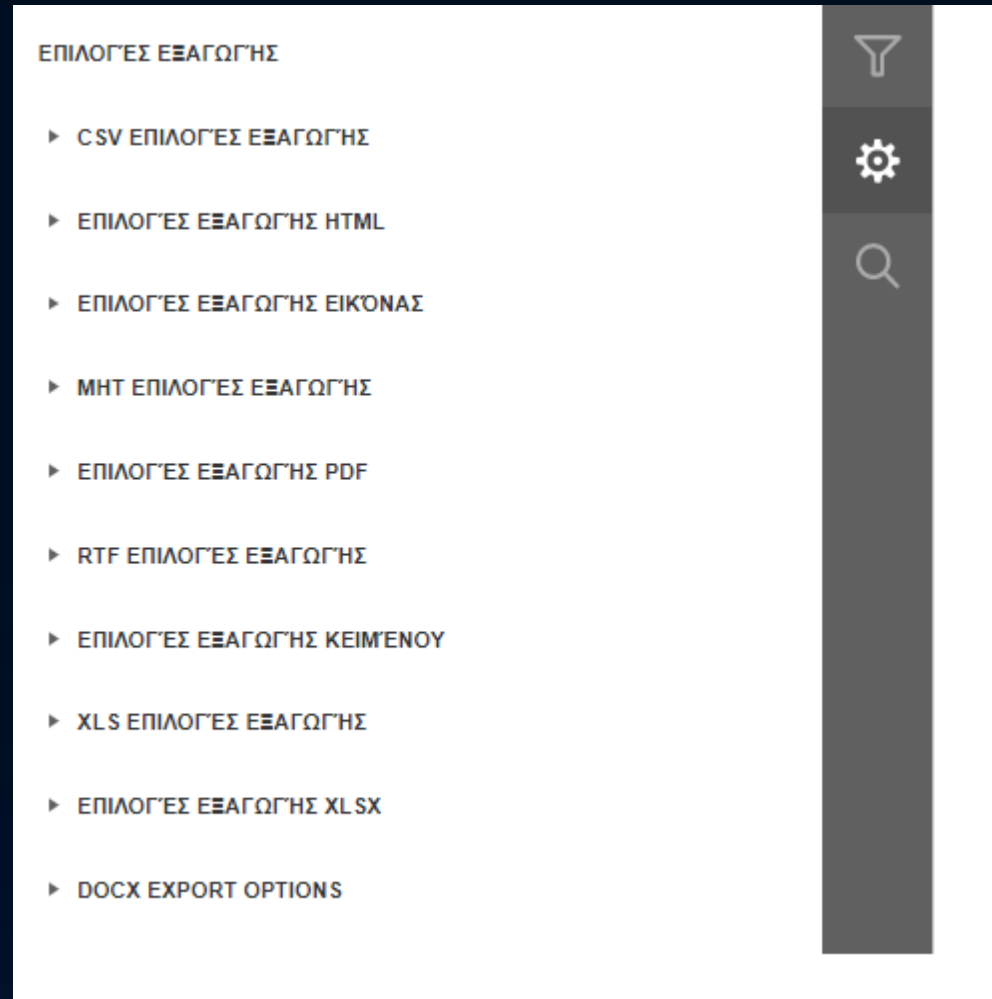 ΕΠΙΛΟΓΈΣ ΕΞΑΓΩΓΉΣ
CSV ΕΠΙΛΟΓΈΣ ΕΞΑΓΩΓΉΣ
ΕΠΙΛΟΓΈΣ ΕΞΑΓΩΓΉΣ HTML
ΕΠΙΛΟΓΈΣ ΕΞΑΓΩΓΉΣ ΕΙΚΌΝΑΣ
MHT ΕΠΙΛΟΓΈΣ ΕΞΑΓΩΓΉΣ
ΕΠΙΛΟΓΈΣ ΕΞΑΓΩΓΉΣ PDF
RTF ΕΠΙΛΟΓΈΣ ΕΞΑΓΩΓΉΣ
ΕΠΙΛΟΓΈΣ ΕΞΑΓΩΓΉΣ ΚΕΙΜΈΝΟΥ
XLS ΕΠΙΛΟΓΈΣ ΕΞΑΓΩΓΉΣ
ΕΠΙΛΟΓΈΣ ΕΞΑΓΩΓΉΣ XLSX
DOCX EXPORT OPTIONS